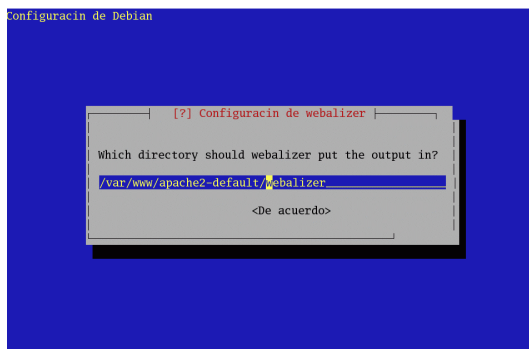 Configuracin de Debian
[?] Configuracin de webalizer
Which directory should webalizer put the output in?
/var/www/apache2-default/webalizer
<De acuerdo>